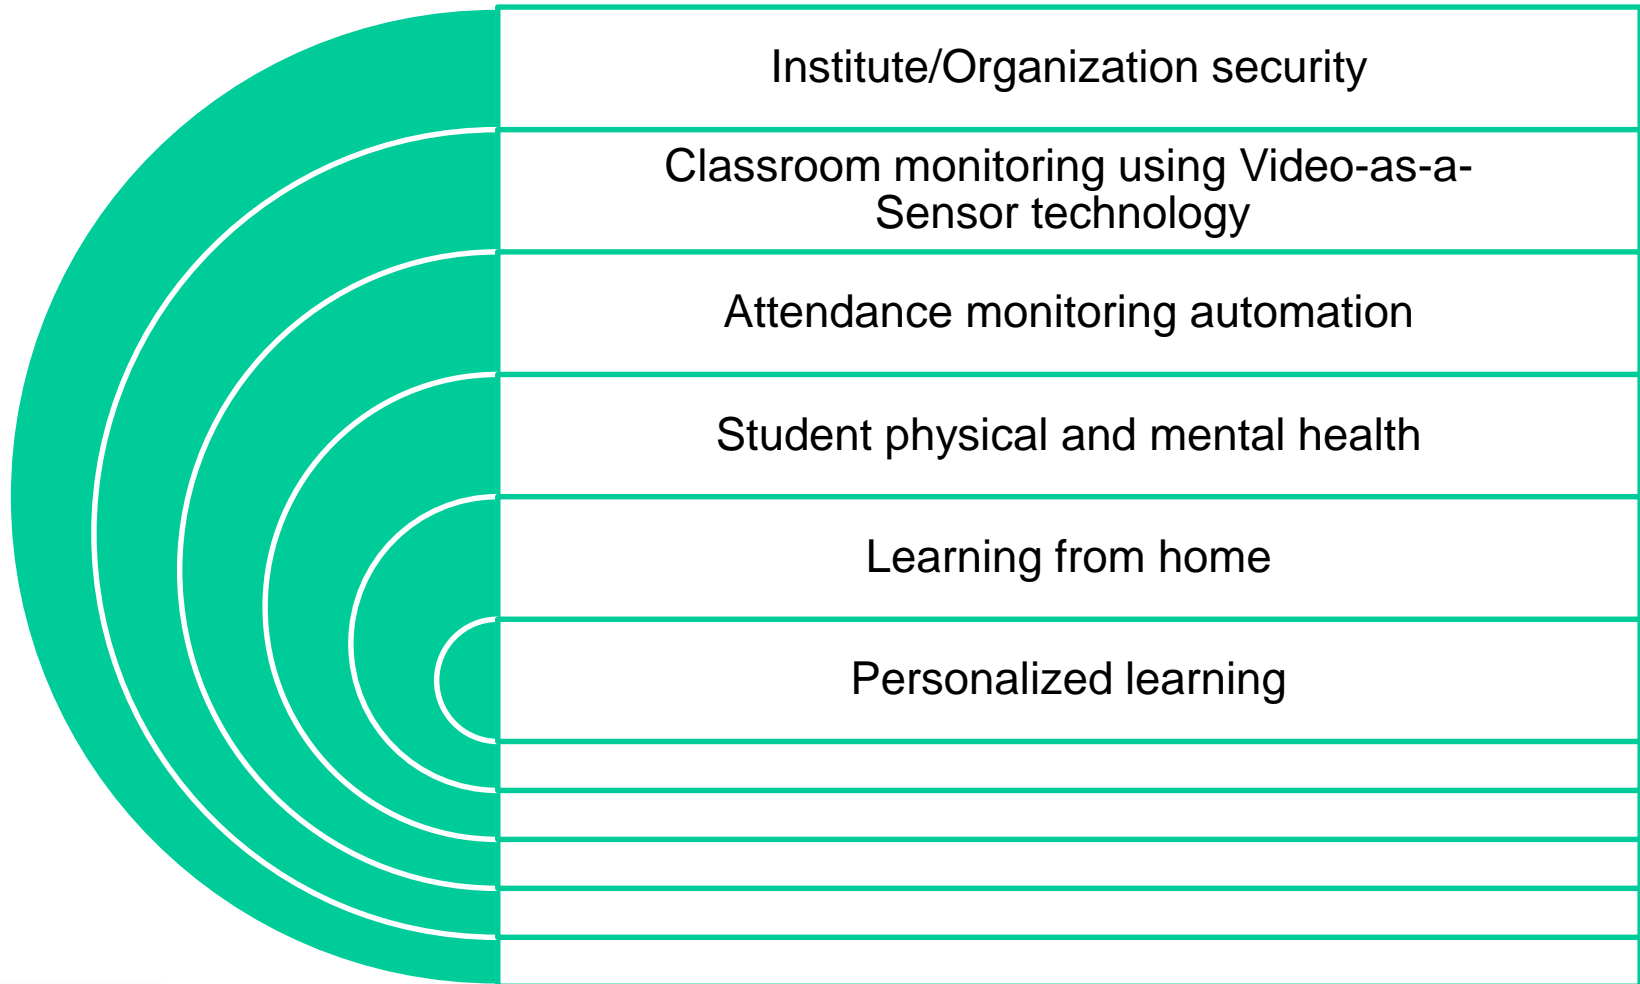 Institute/Organization security
Classroom monitoring using Video-as-a-
Sensor technology
Attendance monitoring automation
Student physical and mental health
Learning from home
Personalized learning